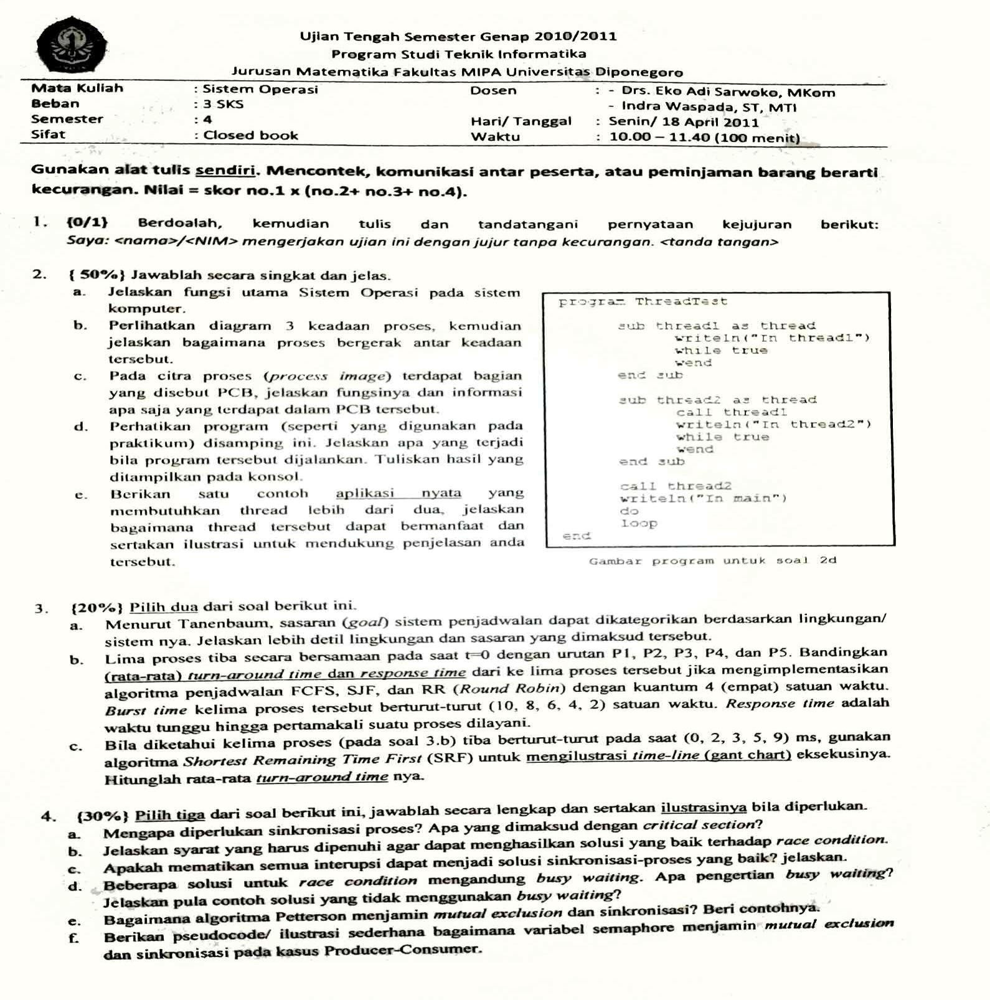 Ujian Tengah Semester Genap 2010/2011
Program Studi Teknik Informatika
Jurusan Matematika Fakultas MIPA Universitas Diponegoro
Mata Kuliah : Sistem Operasi Dosen : - Drs. Eko Adi Sarwoko, MKom
Beban : 3 SKS - Indra Waspada, ST, MTI
Semester : 4 Hari/ Tanggal : Senin/ 18 April 2011
Sifat : Closed book Waktu : 10.00 – 11.40 (100 menit)
Gunakan alat tulis sendiri. Mencontek, komunikasi antar peserta, atau peminjaman barang berarti
kecurangan. Nilai = skor no.1 x (no.2+ no.3+ no.4).
1. {0/1} Berdoalah, kemudian tulis dan tandatangani pernyataan kejujuran berikut:
Saya: <nama>/<NIM> mengerjakan ujian ini dengan jujur tanpa kecurangan. <tanda tangan>
2. { 50%} Jawablah secara singkat dan jelas.
a. Jelaskan fungsi utama Sistem Operasi pada sistem
komputer.
b. Perlihatkan diagram 3 keadaan proses, kemudian
jelaskan bagaimana proses bergerak antar keadaan
tersebut.
c. Pada citra proses (process image) terdapat bagian
yang disebut PCB, jelaskan fungsinya dan informasi
apa saja yang terdapat dalam PCB tersebut.
d. Perhatikan program (seperti yang digunakan pada
praktikum) disamping ini. Jelaskan apa yang terjadi
bila program tersebut dijalankan. Tuliskan hasil yang
ditampilkan pada konsol.
e. Berikan satu contoh aplikasi nyata yang
membutuhkan thread lebih dari dua, jelaskan
bagaimana thread tersebut dapat bermanfaat dan
sertakan ilustrasi untuk mendukung penjelasan anda
tersebut.
program ThreadTest
sub thread1 as thread
writeln("In thread1")
while true
wend
end sub
sub thread2 as thread
call thread1
writeln("In thread2")
while true
wend
end sub
call thread2
writeln("In main")
do
loop
end
Gambar program untuk soal 2d
3. {20%} Pilih dua dari soal berikut ini.
a. Menurut Tanenbaum, sasaran (goal) sistem penjadwalan dapat dikategorikan berdasarkan lingkungan/
sistem nya. Jelaskan lebih detil lingkungan dan sasaran yang dimaksud tersebut.
b. Lima proses tiba secara bersamaan pada saat t=0 dengan urutan P1, P2, P3, P4, dan P5. Bandingkan
(rata-rata) turn-around time dan response time dari ke lima proses tersebut jika mengimplementasikan
algoritma penjadwalan FCFS, SJF, dan RR (Round Robin) dengan kuantum 4 (empat) satuan waktu.
Burst time kelima proses tersebut berturut-turut (10, 8, 6, 4, 2) satuan waktu. Response time adalah
waktu tunggu hingga pertamakali suatu proses dilayani.
c. Bila diketahui kelima proses (pada soal 3.b) tiba berturut-turut pada saat (0, 2, 3, 5, 9) ms, gunakan
algoritma Shortest Remaining Time First (SRF) untuk mengilustrasi time-line (gant chart) eksekusinya.
Hitunglah rata-rata turn-around time nya.
4. {30%} Pilih tiga dari soal berikut ini, jawablah secara lengkap dan sertakan ilustrasinya bila diperlukan.
a. Mengapa diperlukan sinkronisasi proses? Apa yang dimaksud dengan critical section?
b. Jelaskan syarat yang harus dipenuhi agar dapat menghasilkan solusi yang baik terhadap race condition.
c. Apakah mematikan semua interupsi dapat menjadi solusi sinkronisasi-proses yang baik? jelaskan.
d. Beberapa solusi untuk race condition mengandung busy waiting. Apa pengertian busy waiting?
Jelaskan pula contoh solusi yang tidak menggunakan busy waiting?
e. Bagaimana algoritma Petterson menjamin mutual exclusion dan sinkronisasi? Beri contohnya.
f. Berikan pseudocode/ ilustrasi sederhana bagaimana variabel semaphore menjamin mutual exclusion
dan sinkronisasi pada kasus Producer-Consumer.